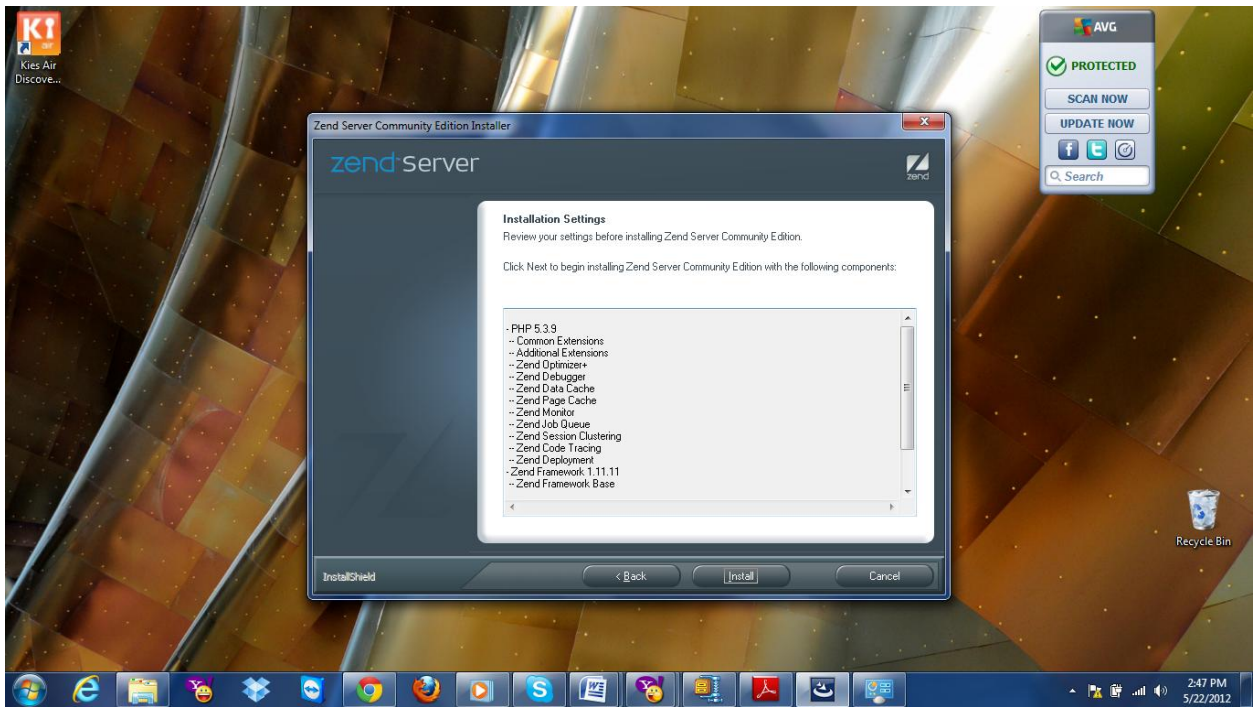 Ki
air
Kies Air
Discove...
AVG
PROTECTED
SCAN NOW
UPDATE NOW
Search
Zend Server Community Edition Installer
zend server
zend
Installation Settings
Review your settings before installing Zend Server Community Edition.
Click Next to begin installing Zend Server Community Edition with the following components:
- PHP 5.3.9
-- Common Extensions
-- Additional Extensions
-- Zend Optimizer+
-- Zend Debugger
-- Zend Data Cache
-- Zend Page Cache
-- Zend Monitor
-- Zend Job Queue
-- Zend Session Clustering
-- Zend Code Tracing
-- Zend Deployment
- Zend Framework 1.11.11
-- Zend Framework Base
InstallShield
< Back
Install
Cancel
Recycle Bin
2:47 PM
5/22/2012